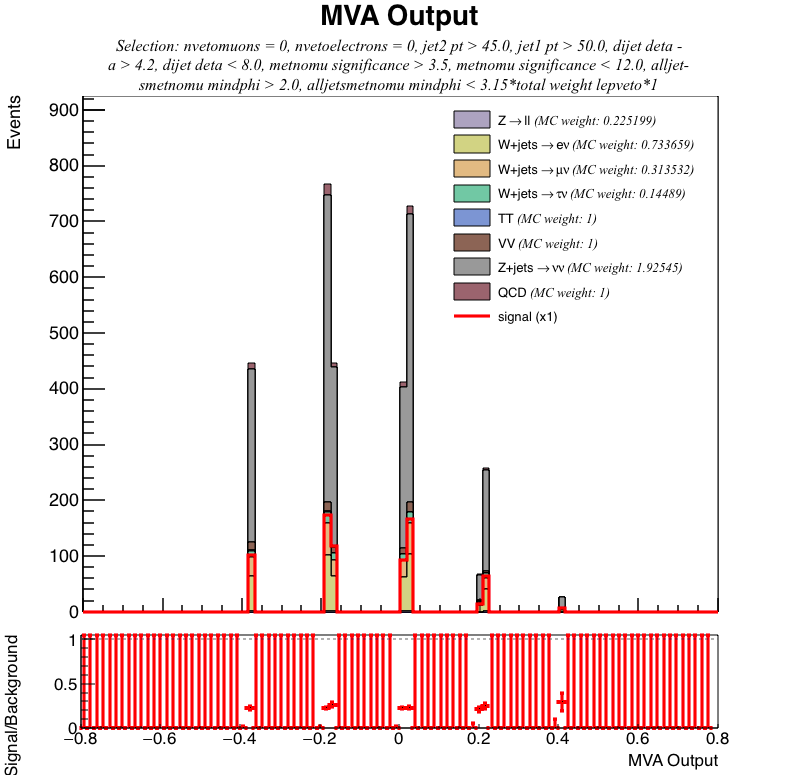 MVA Output
Selection: nvetomuons = 0, nvetoelectrons = 0, jet2 pt > 45.0, jet1 pt > 50.0, dijet deta -
a > 4.2, dijet deta < 8.0, metnomu significance > 3.5, metnomu significance < 12.0, alljet-
smetnomu mindphi > 2.0, alljetsmetnomu mindphi < 3.15*total weight lepveto*1
Events
900
800
700
600
500
400
300
200
100
0
Z→ll (MC weight: 0.225199)
W+jets→eν (MC weight: 0.733659)
W+jets→μν (MC weight: 0.313532)
W+jets→τν (MC weight: 0.14489)
TT (MC weight: 1)
VV (MC weight: 1)
Z+jets→νν (MC weight: 1.92545)
QCD (MC weight: 1)
signal (x1)
Signal/Background
1
0.5
0
−0.8 −0.6 −0.4 −0.2 0 0.2 0.4 0.6 0.8
MVA Output